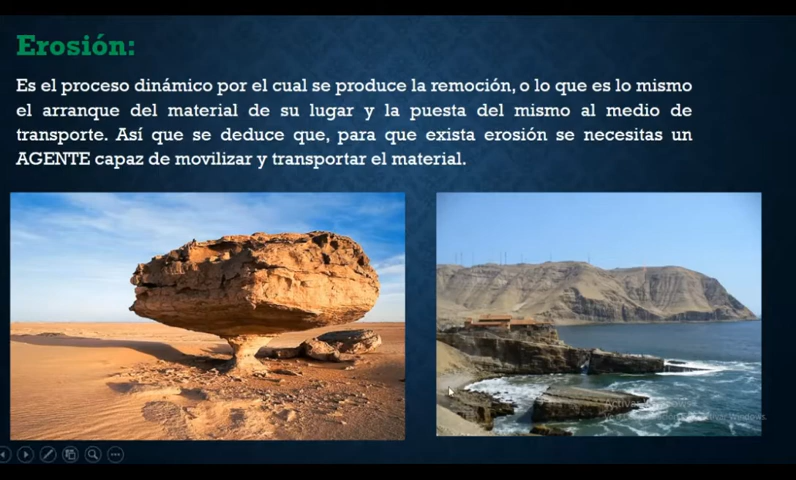 Erosión:
Es el proceso dinámico por el cual se produce la remoción, o lo que es lo mismo
el arranque del material de su lugar y la puesta del mismo al medio de
transporte. Así que se deduce que, para que exista erosión se necesitas un
AGENTE capaz de movilizar y transportar el material.